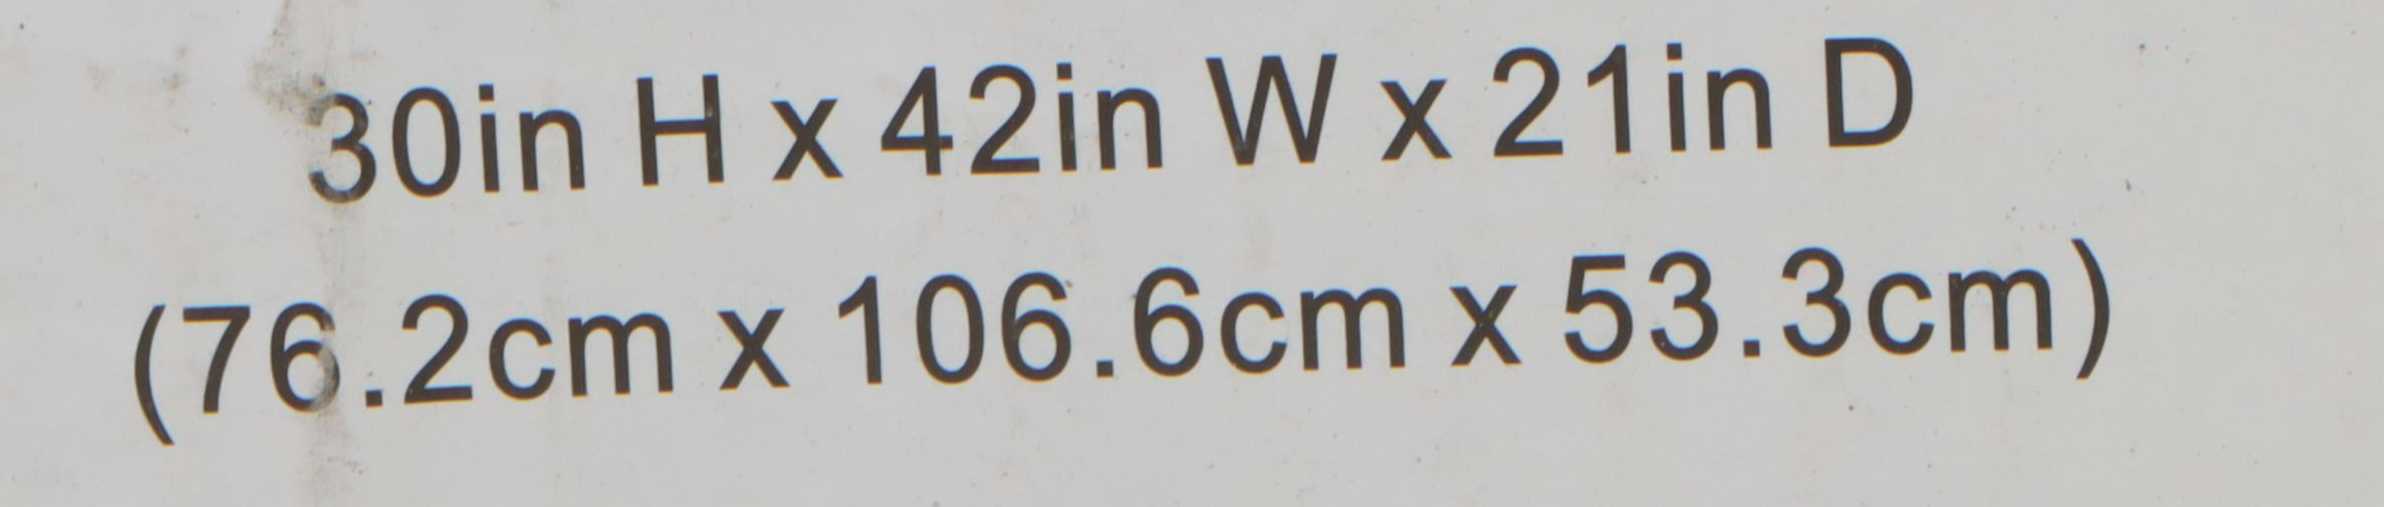 30in H x 42in W x 21in D
(76.2cm x 106.6cm x 53.3cm)